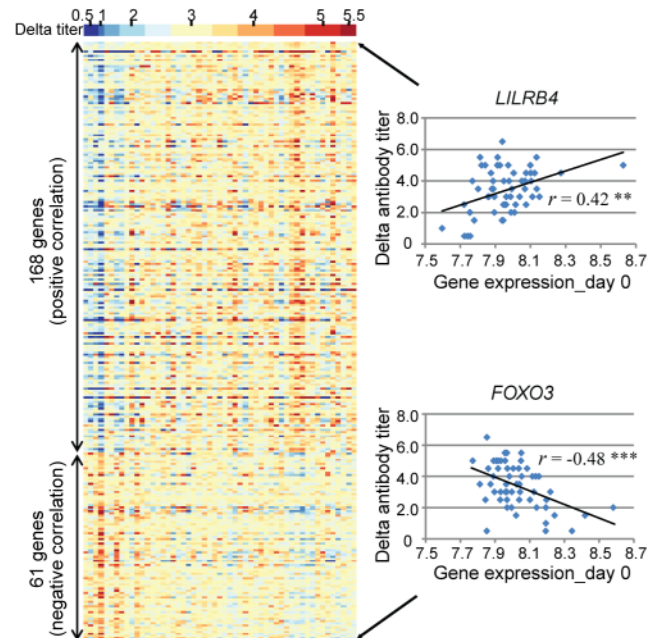 0.5 1 2 3 4 5 5.5
Delta titer
168 genes
(positive correlation)
61 genes
(negative correlation)
LILRB4
Delta antibody titer
8.0
6.0
4.0
2.0
0
r = 0.42 **
7.5 7.7 7.9 8.1 8.3 8.5 8.7
Gene expression_day 0
FOXO3
Delta antibody titer
8.0
6.0
4.0
2.0
0
r = -0.48 ***
7.5 7.7 7.9 8.1 8.3 8.5 8.7
Gene expression_day 0